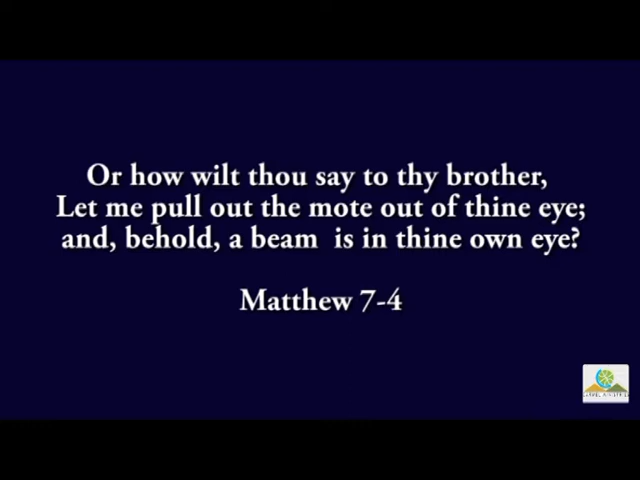 Or how wilt thou say to thy brother,
Let me pull out the mote out of thine eye;
and, behold, a beam is in thine own eye?
Matthew 7-4